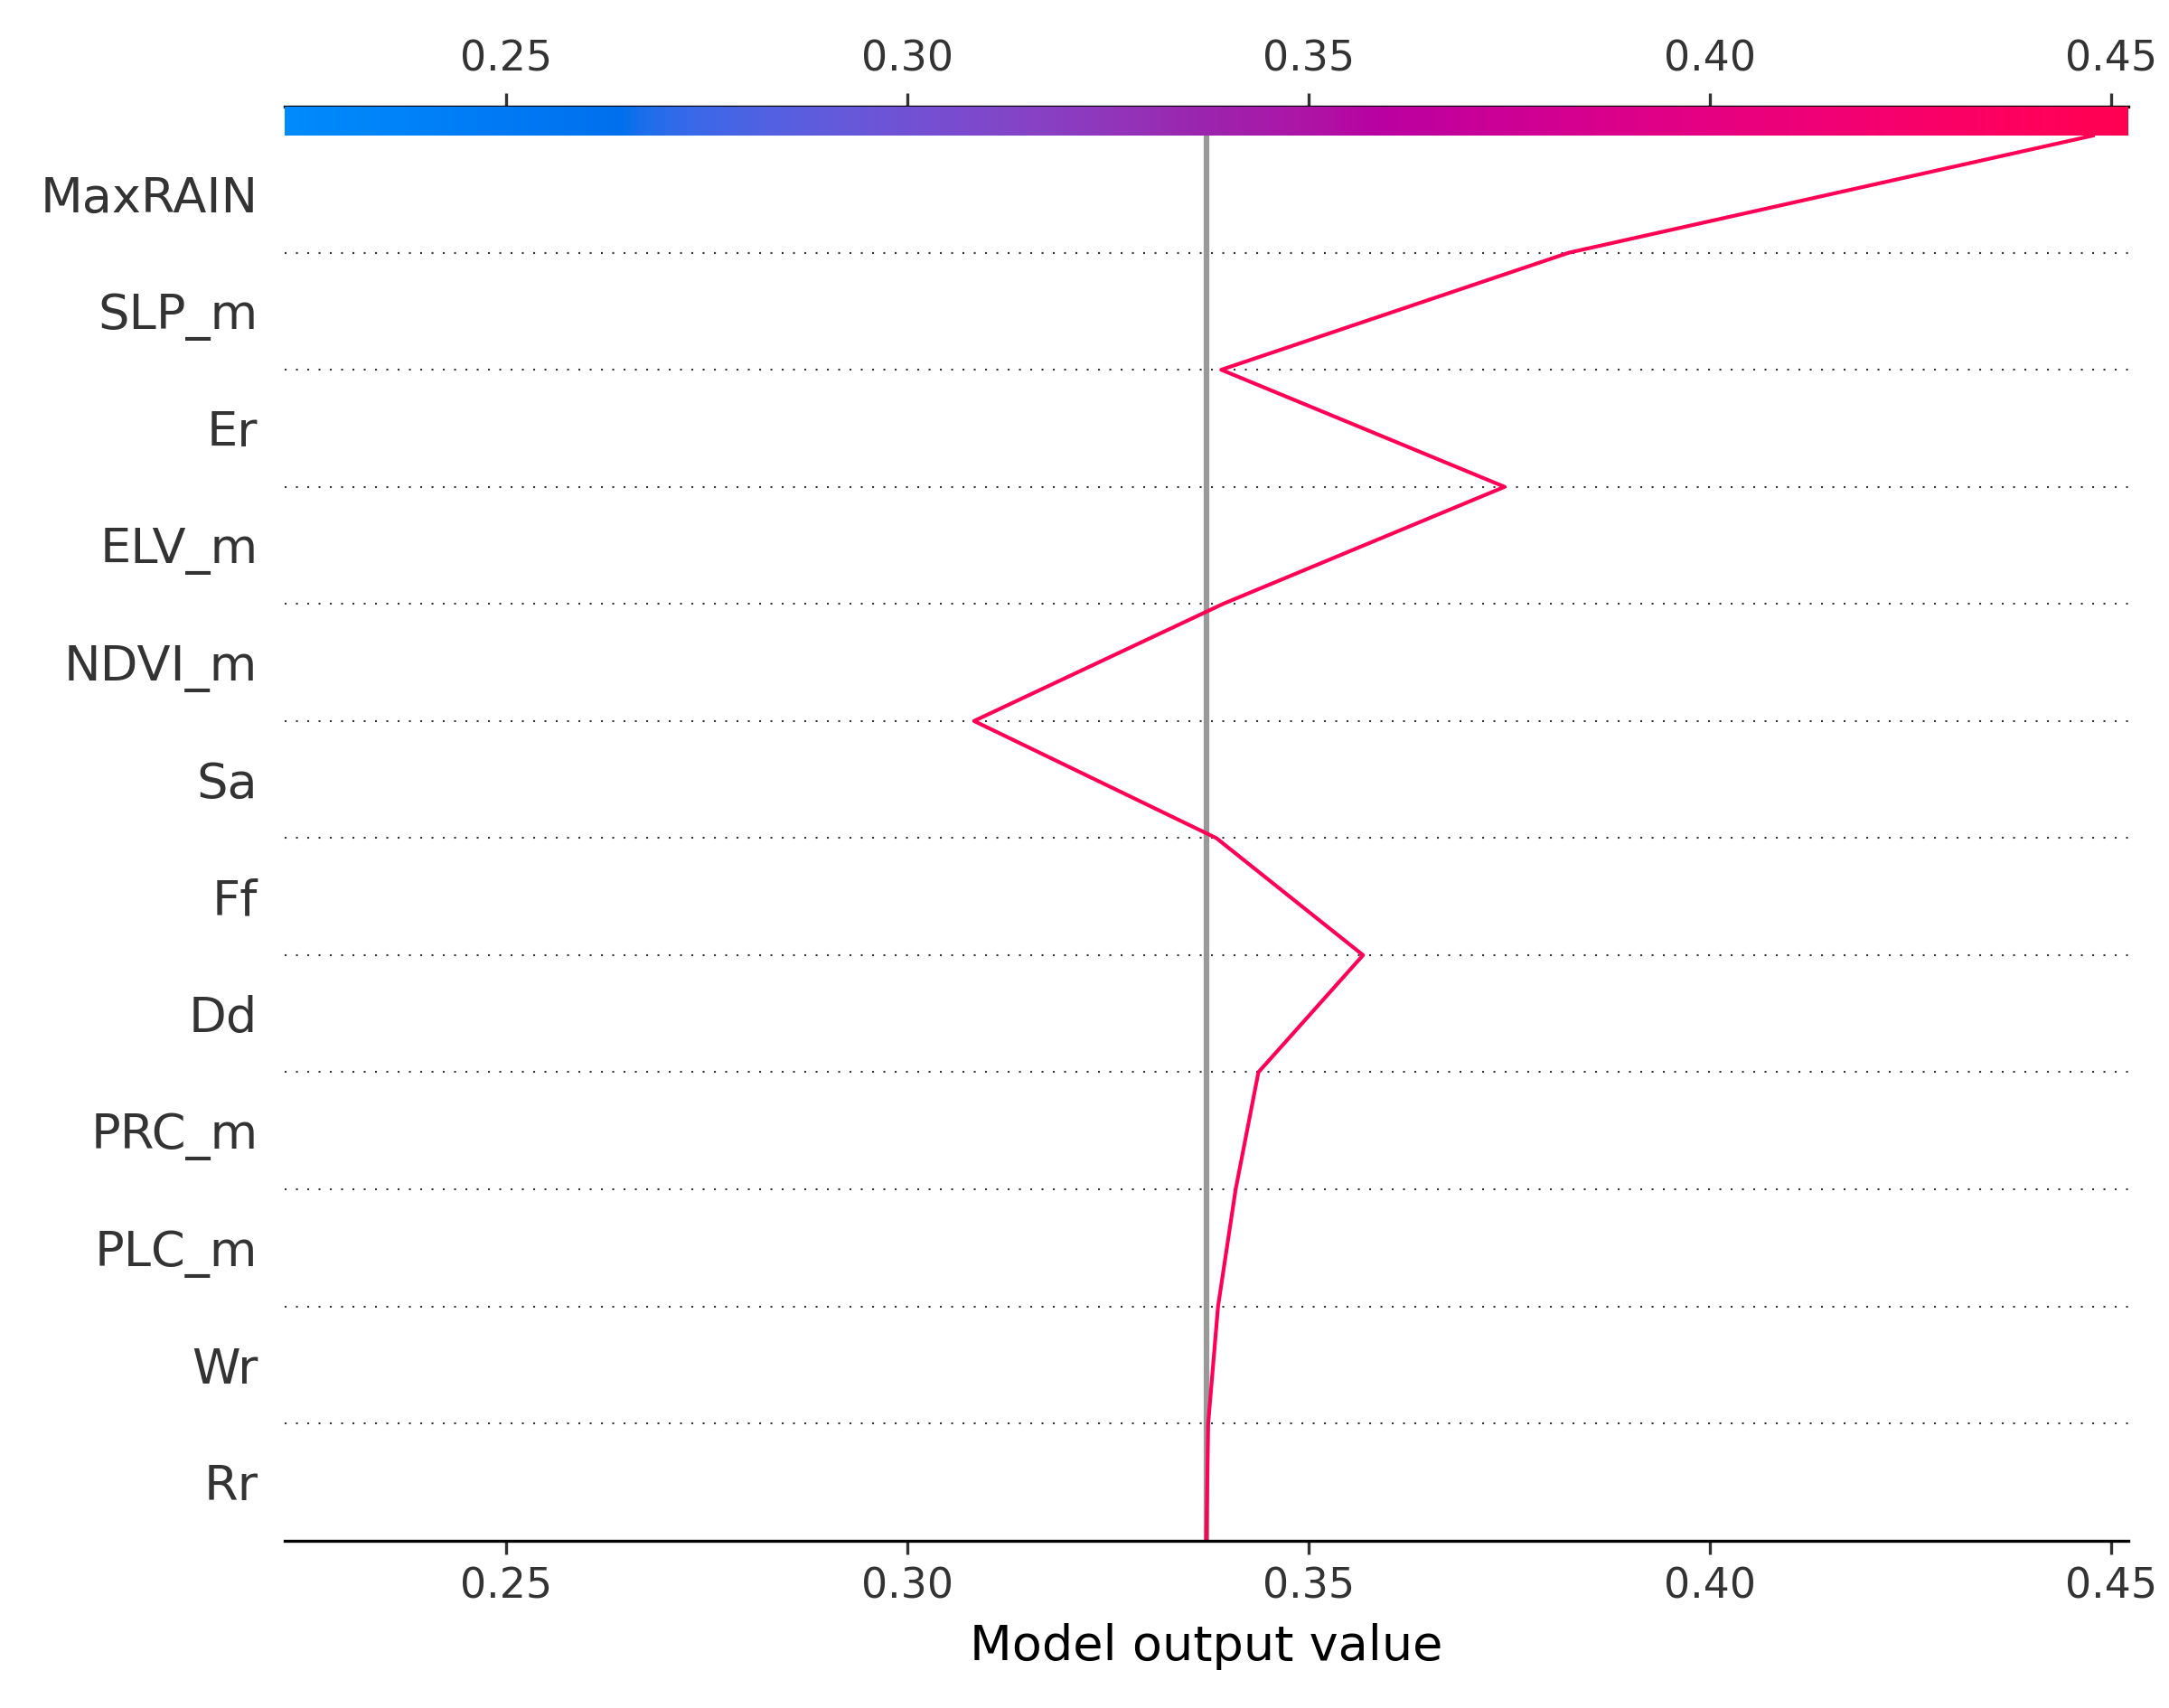 0.25 0.30 0.35 0.40 0.45
MaxRAIN
SLP_m
Er
ELV_m
NDVI_m
Sa
Ff
Dd
PRC_m
PLC_m
Wr
Rr
0.25 0.30 0.35 0.40 0.45
Model output value